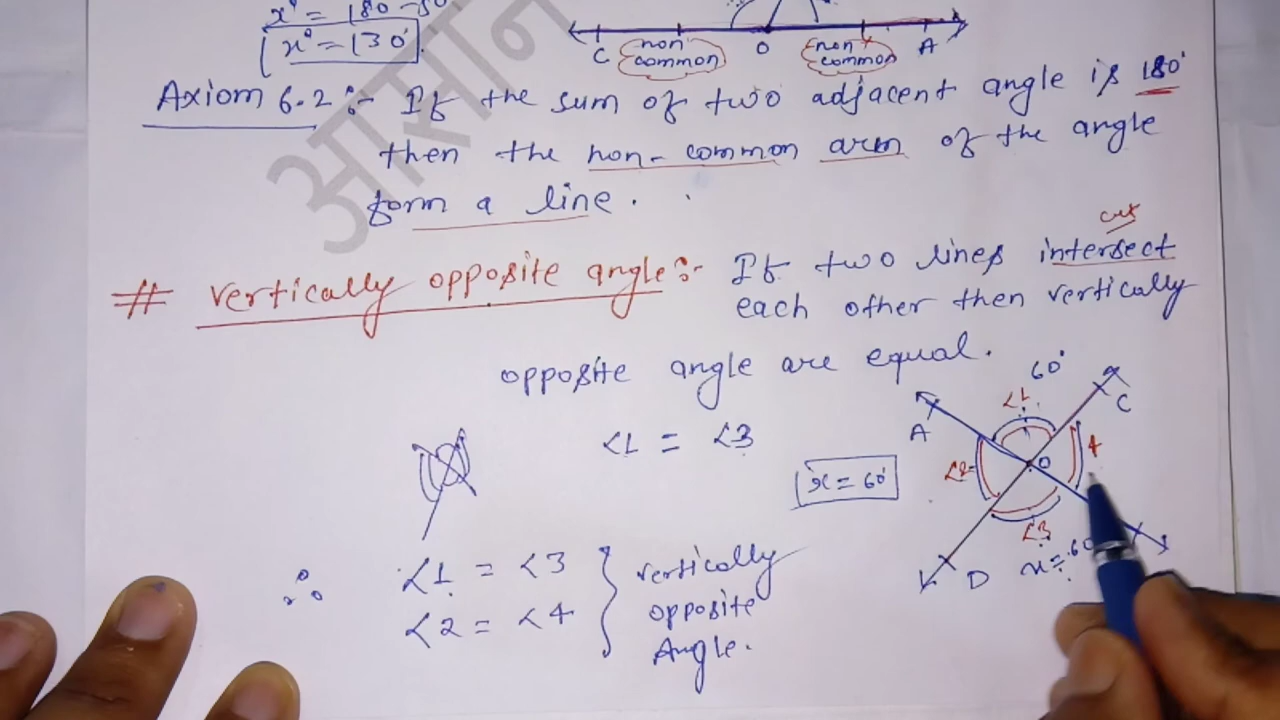 x° = 180 - 50
x° = 130°
C non common O non common A
Axiom 6.2 :- If the sum of two adjacent angle is 180°
then the non-common arm of the angle
form a line.
cut
# vertically opposite angle :- If two lines intersect
each other then vertically
opposite angle are equal.
60°
∠1
A C
∠1 = ∠3
∠2 O 4
x = 60°
∠3
D x = 60
∴ ∠1 = ∠3
∠2 = ∠4
vertically
opposite
Angle.
आसान